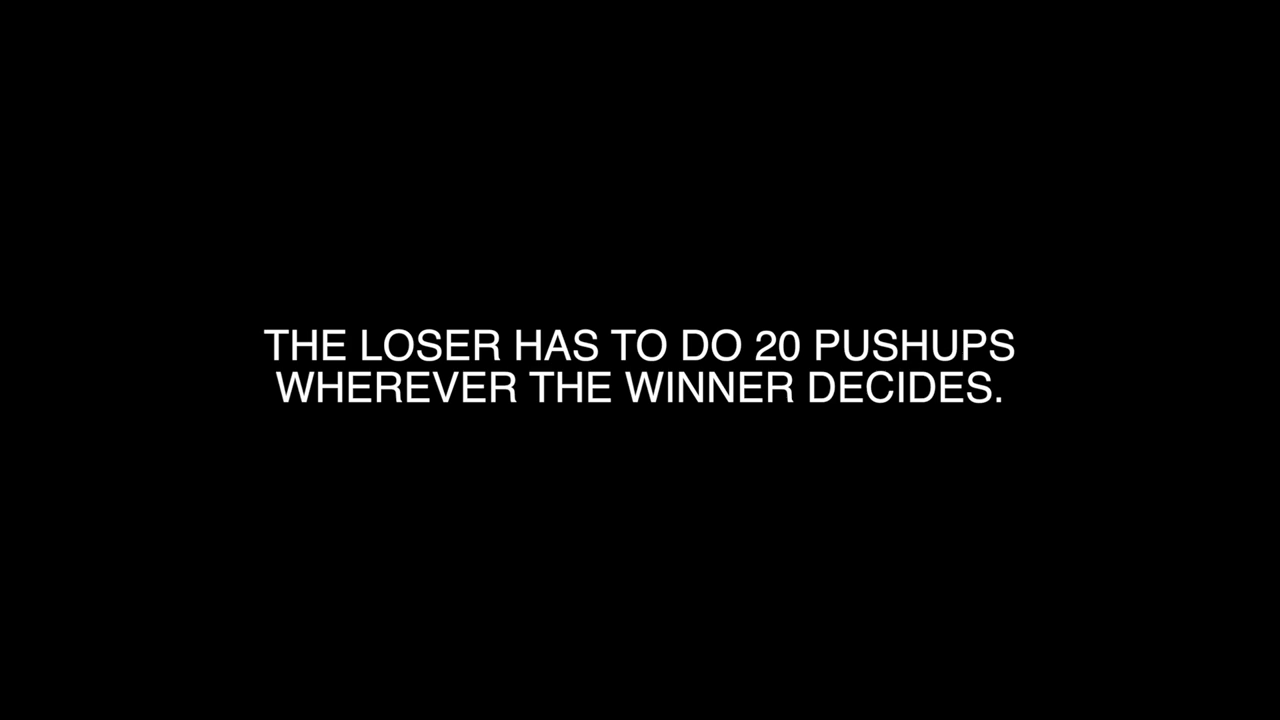 THE LOSER HAS TO DO 20 PUSHUPS
WHEREVER THE WINNER DECIDES.